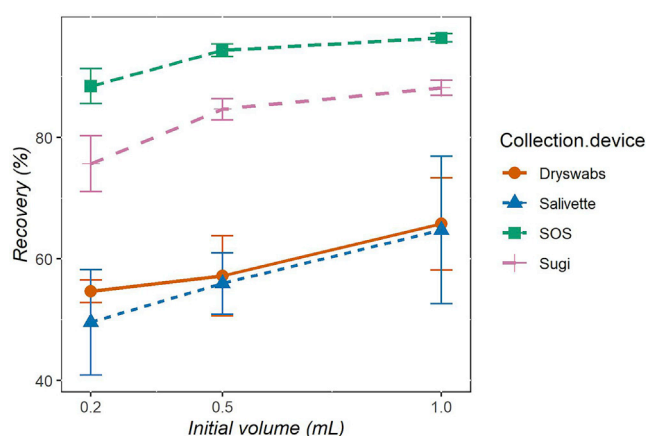 Recovery (%)
80
60
40
0.2
0.5
1.0
Initial volume (mL)
Collection.device
Dryswabs
Salivette
SOS
Sugi